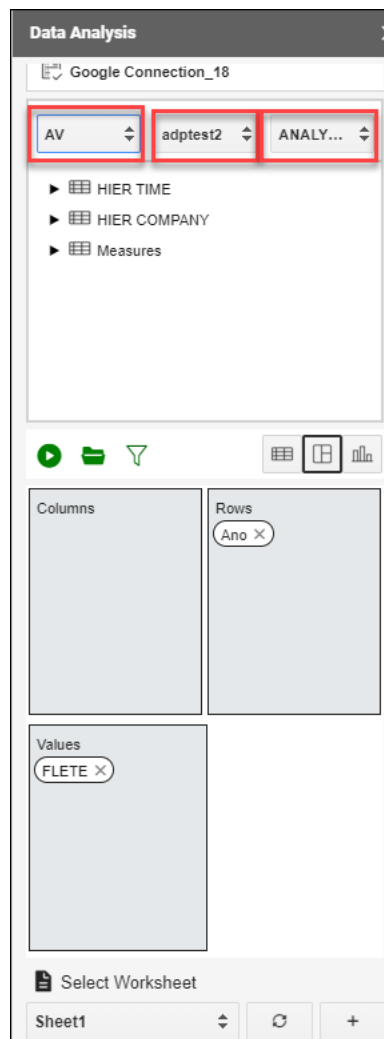 Data Analysis
Google Connection_18
AV adptest2 ANALY...
HIER TIME
HIER COMPANY
Measures
Columns
Rows
Ano
Values
FLETE
Select Worksheet
Sheet1